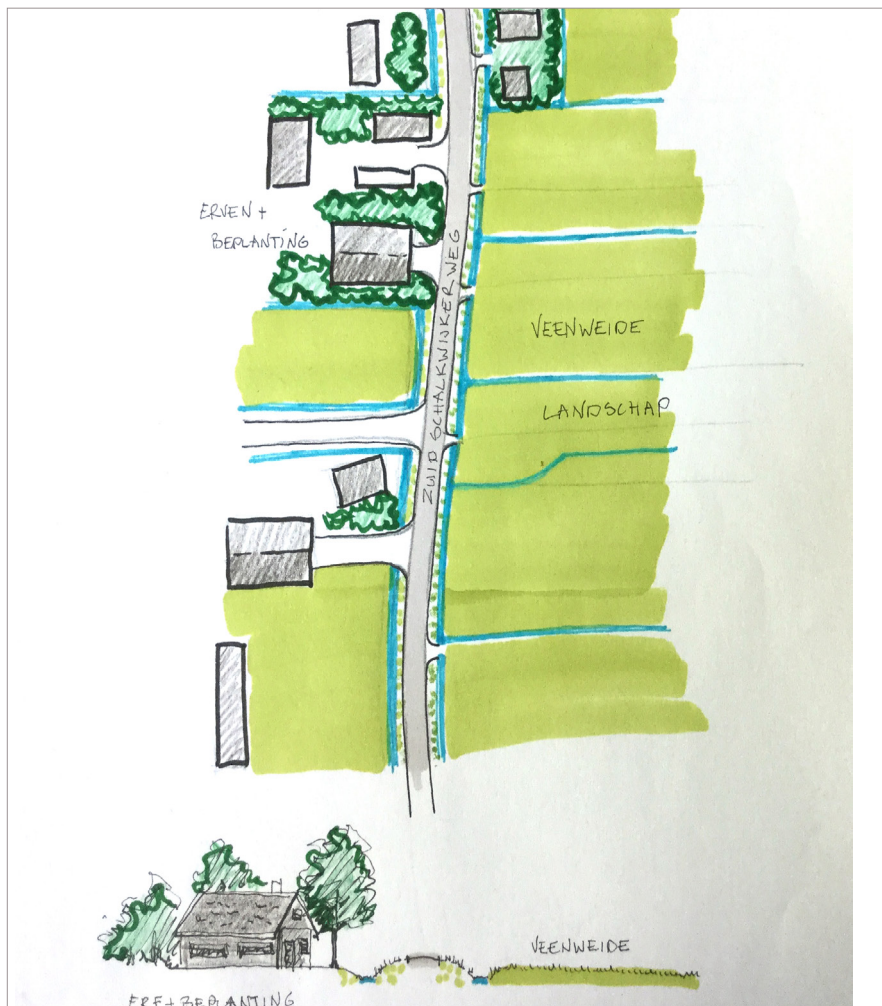 ERVEN +
BEPLANTING
ZUID SCHALKWIJKERWEG
VEENWEIDE
LANDSCHAP
VEENWEIDE
ERF + BEPLANTING